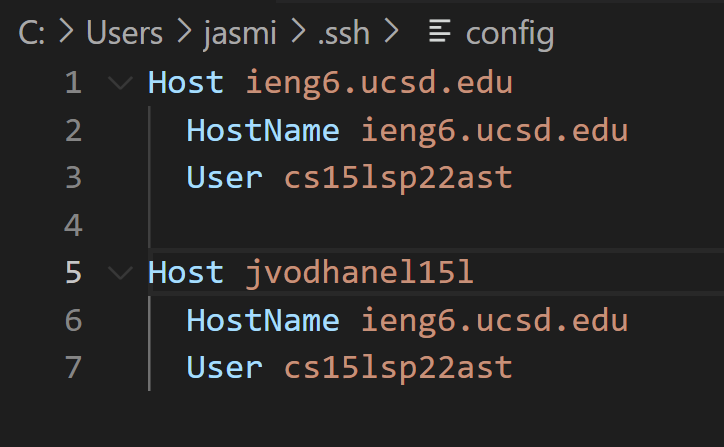 C: > Users > jasmi > .ssh > config
1 Host ieng6.ucsd.edu
2 HostName ieng6.ucsd.edu
3 User cs15lsp22ast
4
5 Host jvodhanel15l
6 HostName ieng6.ucsd.edu
7 User cs15lsp22ast